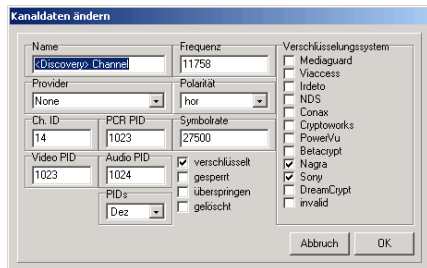 Kanaldaten ändern
Name
<Discovery> Channel
Frequenz
11758
Provider
None
Polarität
hor
Ch. ID
14
PCR PID
1023
Symbolrate
27500
Video PID
1023
Audio PID
1024
PIDs
Dez
verschlüsselt
gesperrt
überspringen
gelöscht
Verschlüsselungssystem
Mediaguard
Viaccess
Irdeto
NDS
Conax
Cryptoworks
PowerVu
Betacrypt
Nagra
Sony
DreamCrypt
invalid
Abbruch
OK